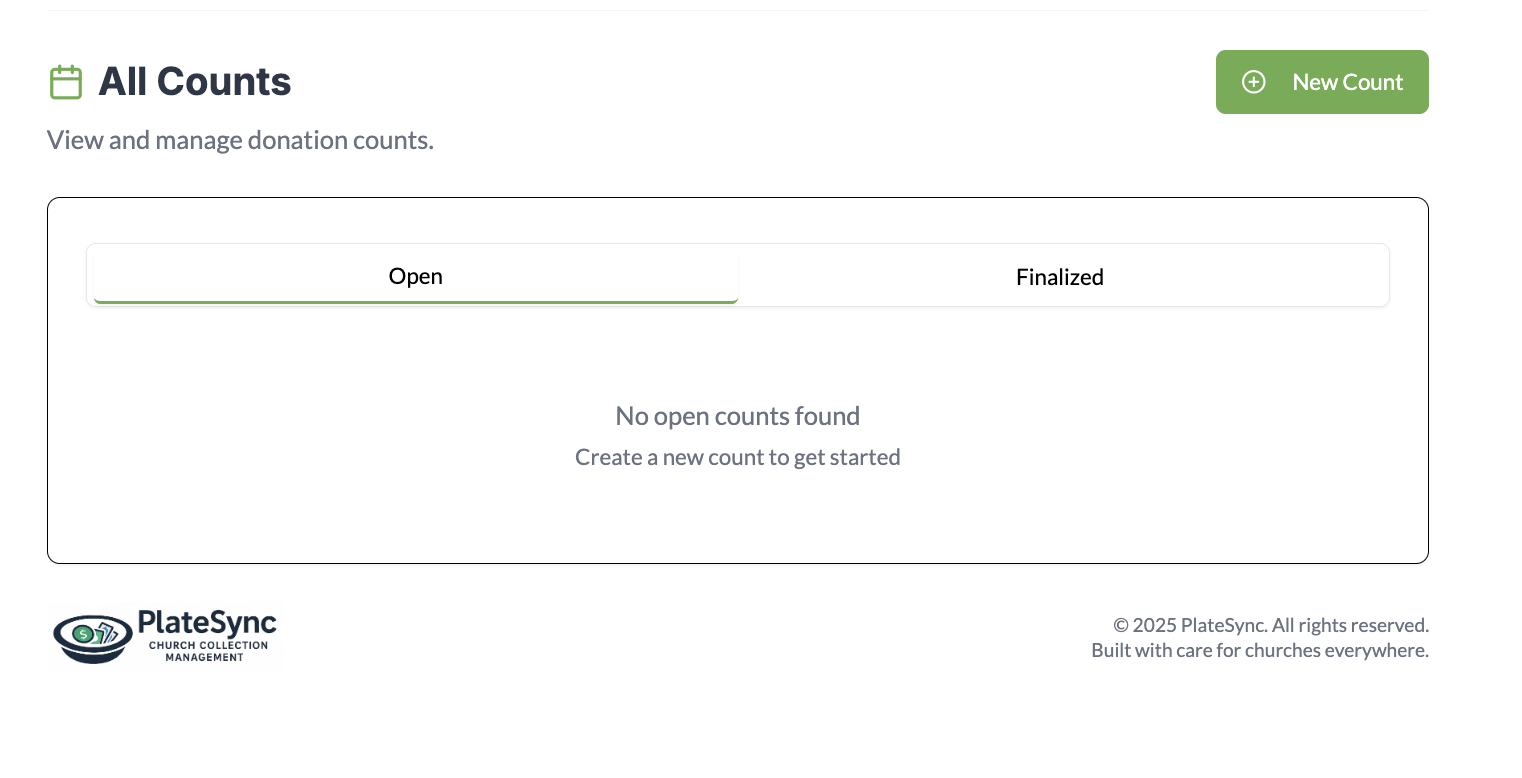 All Counts
New Count
View and manage donation counts.
Open
Finalized
No open counts found
Create a new count to get started
$
PlateSync
CHURCH COLLECTION
MANAGEMENT
© 2025 PlateSync. All rights reserved.
Built with care for churches everywhere.